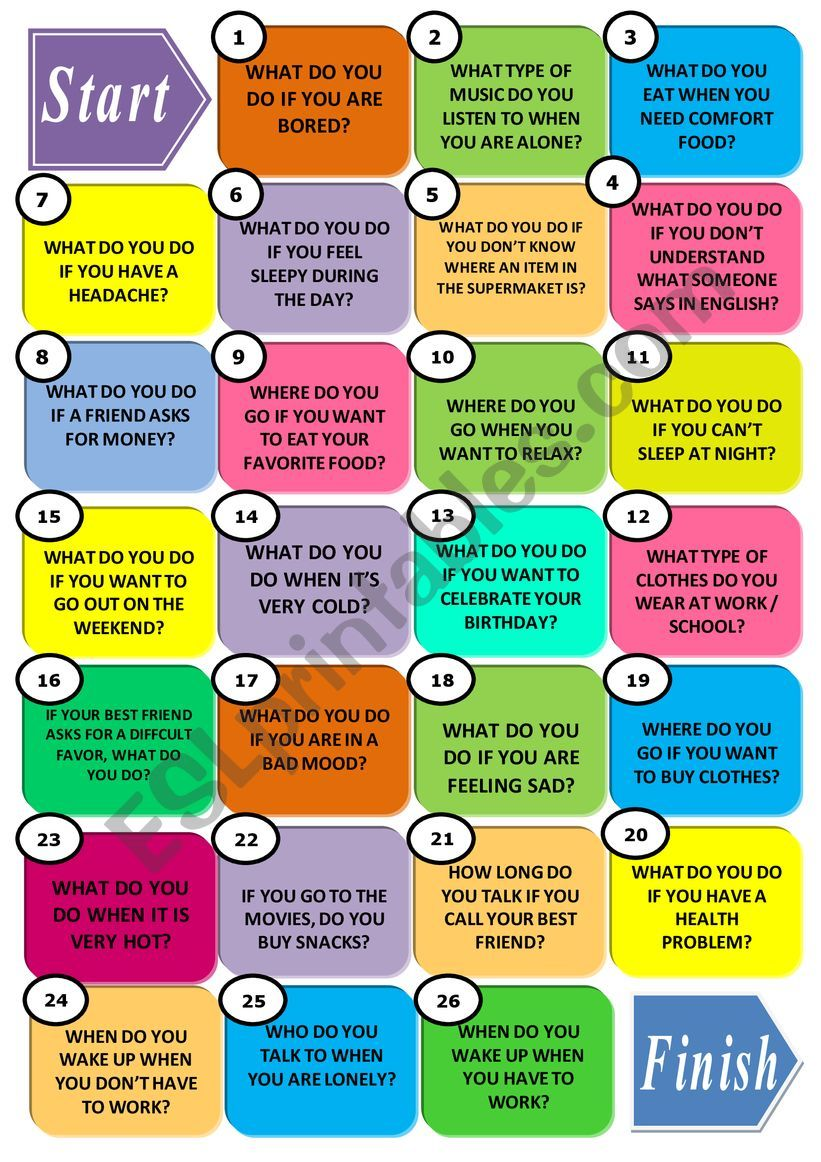 Start
1
WHAT DO YOU
DO IF YOU ARE
BORED?
2
WHAT TYPE OF
MUSIC DO YOU
LISTEN TO WHEN
YOU ARE ALONE?
3
WHAT DO YOU
EAT WHEN YOU
NEED COMFORT
FOOD?
4
WHAT DO YOU DO
IF YOU DON'T
UNDERSTAND
WHAT SOMEONE
SAYS IN ENGLISH?
5
WHAT DO YOU DO IF
YOU DON'T KNOW
WHERE AN ITEM IN
THE SUPERMAKET IS?
6
WHAT DO YOU DO
IF YOU FEEL
SLEEPY DURING
THE DAY?
7
WHAT DO YOU DO
IF YOU HAVE A
HEADACHE?
8
WHAT DO YOU DO
IF A FRIEND ASKS
FOR MONEY?
9
WHERE DO YOU
GO IF YOU WANT
TO EAT YOUR
FAVORITE FOOD?
10
WHERE DO YOU
GO WHEN YOU
WANT TO RELAX?
11
WHAT DO YOU DO
IF YOU CAN'T
SLEEP AT NIGHT?
12
WHAT TYPE OF
CLOTHES DO YOU
WEAR AT WORK /
SCHOOL?
13
WHAT DO YOU DO
IF YOU WANT TO
CELEBRATE YOUR
BIRTHDAY?
14
WHAT DO YOU
DO WHEN IT'S
VERY COLD?
15
WHAT DO YOU DO
IF YOU WANT TO
GO OUT ON THE
WEEKEND?
16
IF YOUR BEST FRIEND
ASKS FOR A DIFFCULT
FAVOR, WHAT DO
YOU DO?
17
WHAT DO YOU DO
IF YOU ARE IN A
BAD MOOD?
18
WHAT DO YOU
DO IF YOU ARE
FEELING SAD?
19
WHERE DO YOU
GO IF YOU WANT
TO BUY CLOTHES?
20
WHAT DO YOU DO
IF YOU HAVE A
HEALTH
PROBLEM?
21
HOW LONG DO
YOU TALK IF YOU
CALL YOUR BEST
FRIEND?
22
IF YOU GO TO THE
MOVIES, DO YOU
BUY SNACKS?
23
WHAT DO YOU
DO WHEN IT IS
VERY HOT?
24
WHEN DO YOU
WAKE UP WHEN
YOU DON'T HAVE
TO WORK?
25
WHO DO YOU
TALK TO WHEN
YOU ARE LONELY?
26
WHEN DO YOU
WAKE UP WHEN
YOU HAVE TO
WORK?
Finish
ESLprintables.com